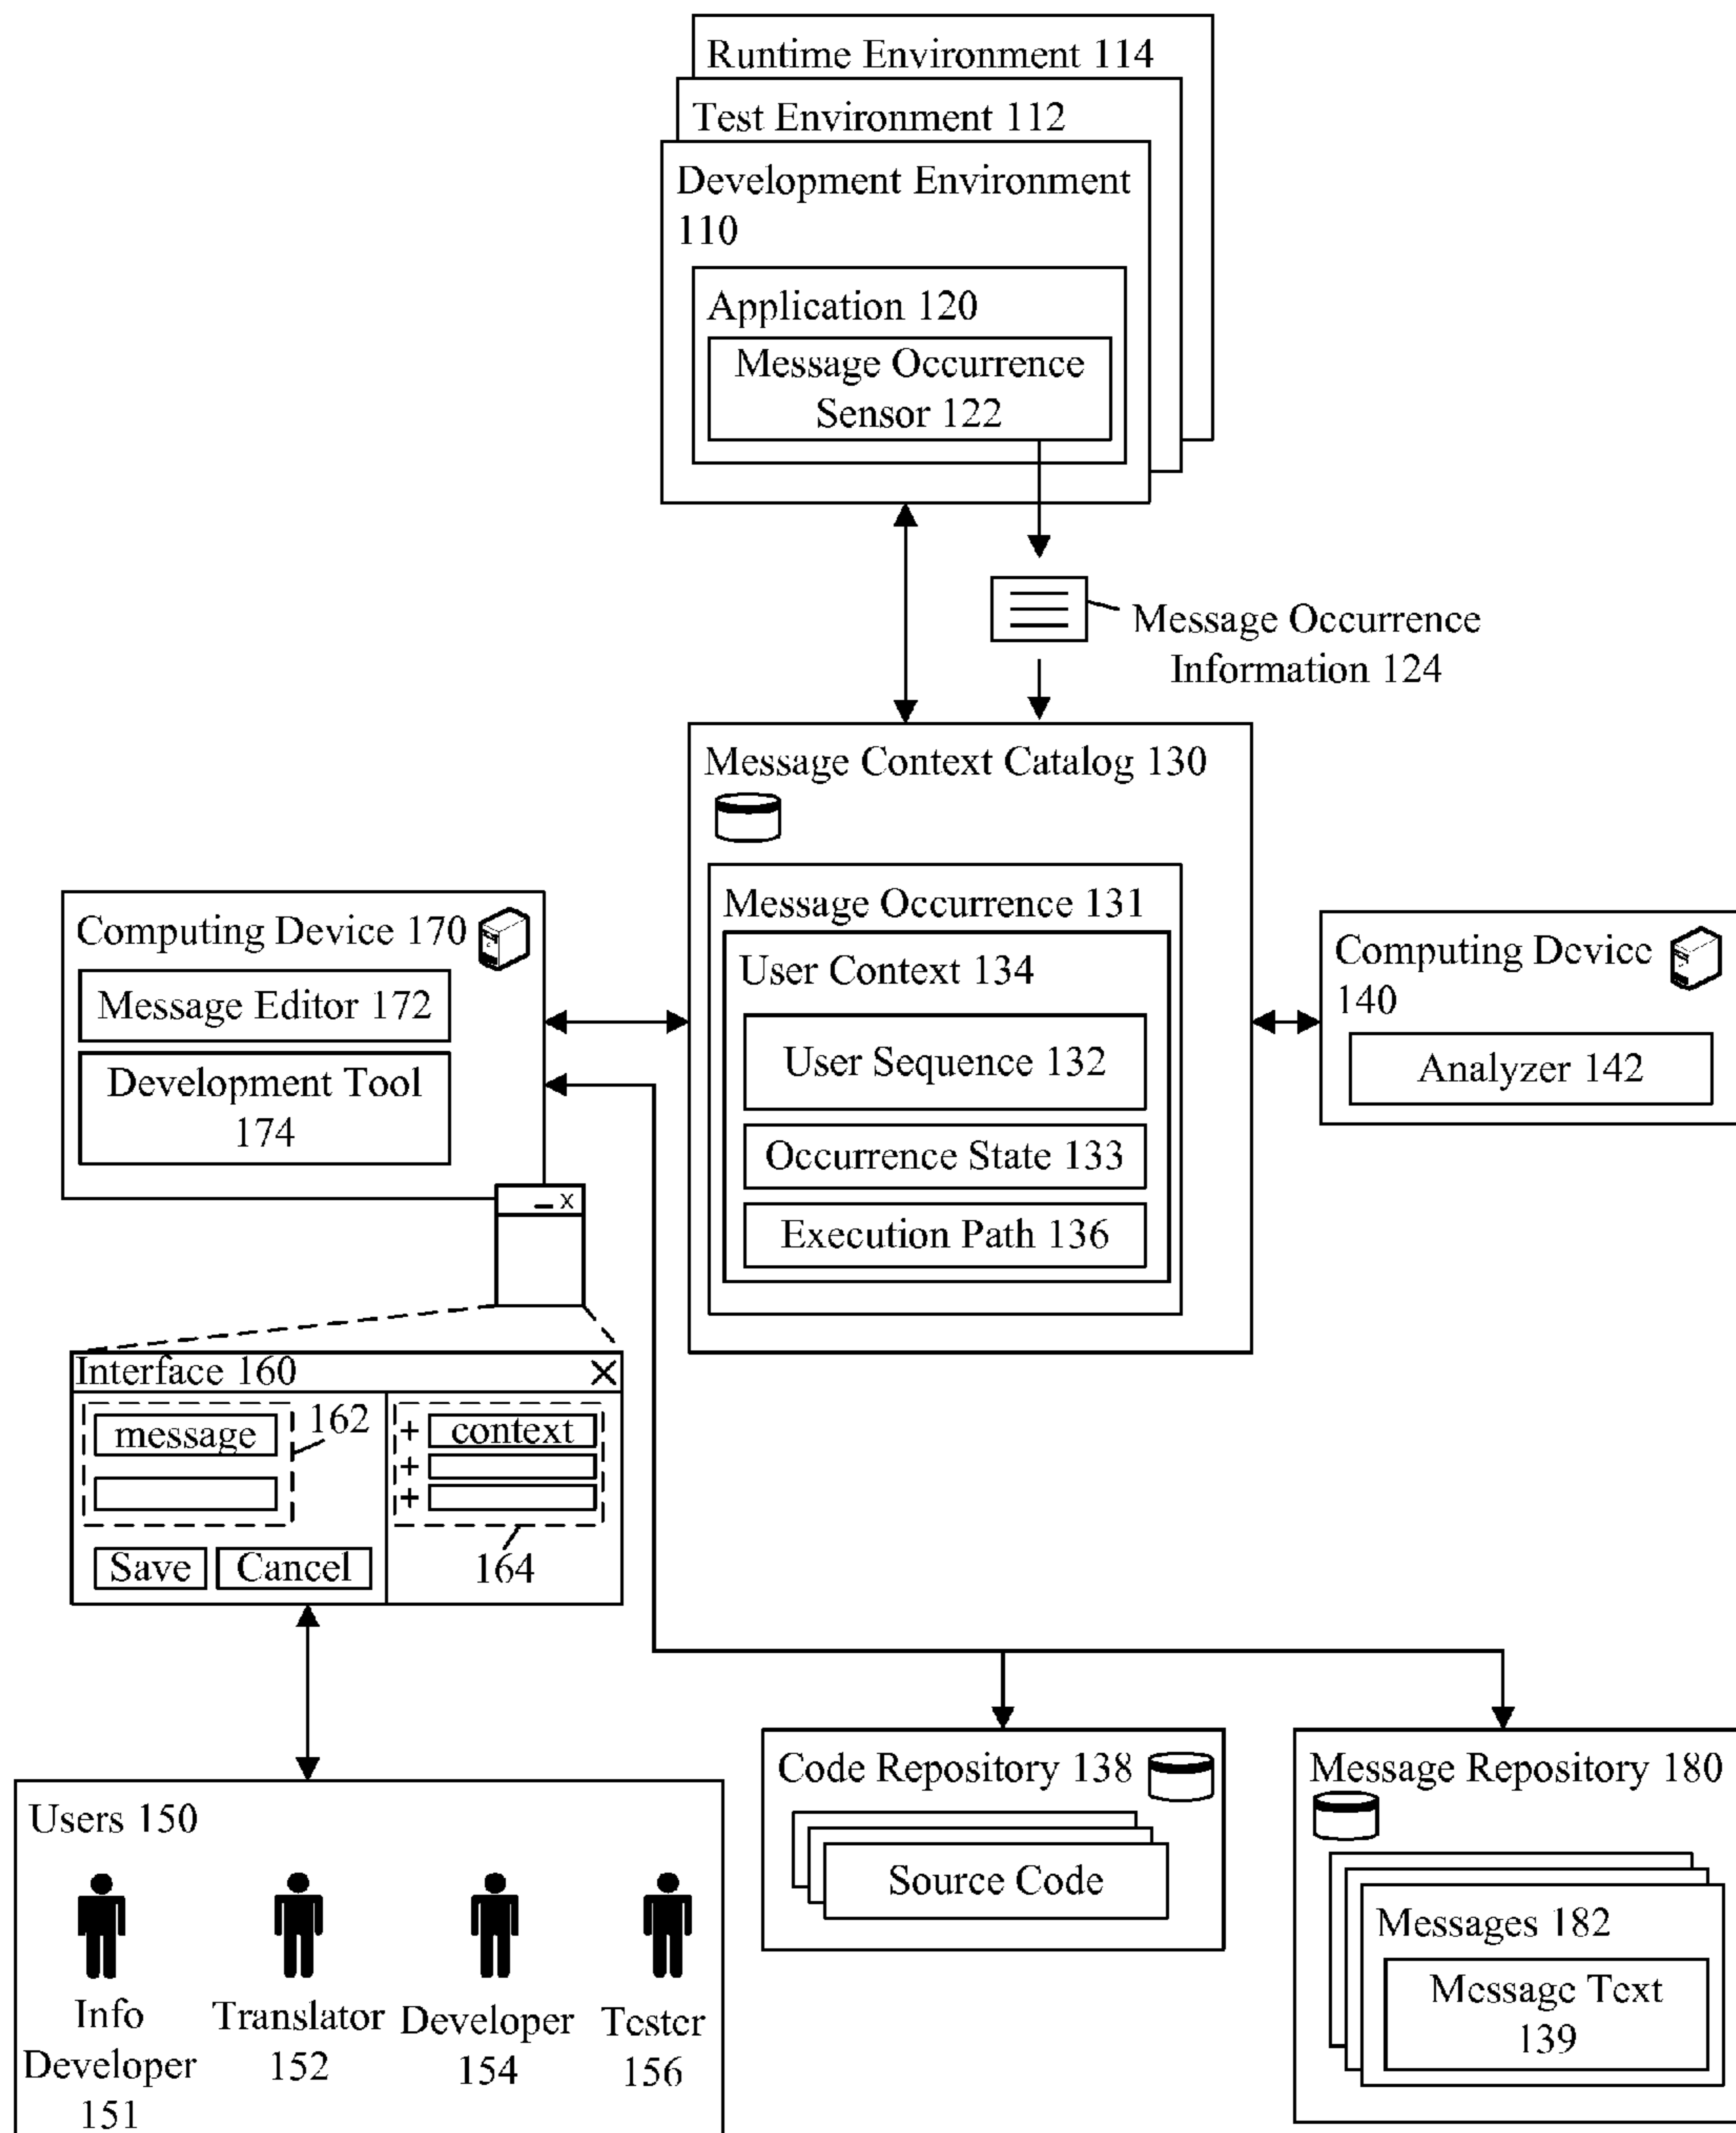 Runtime Environment 114
Test Environment 112
Development Environment
110
Application 120
Message Occurrence
Sensor 122
Message Occurrence
Information 124
Message Context Catalog 130
Message Occurrence 131
User Context 134
User Sequence 132
Occurrence State 133
Execution Path 136
Computing Device 170
Message Editor 172
Development Tool
174
Computing Device
140
Analyzer 142
_ x
Interface 160 X
message
162
+ context
+
+
Save
Cancel
164
Users 150
Info
Developer
151
Translator
152
Developer
154
Tester
156
Code Repository 138
Source Code
Message Repository 180
Messages 182
Message Text
139